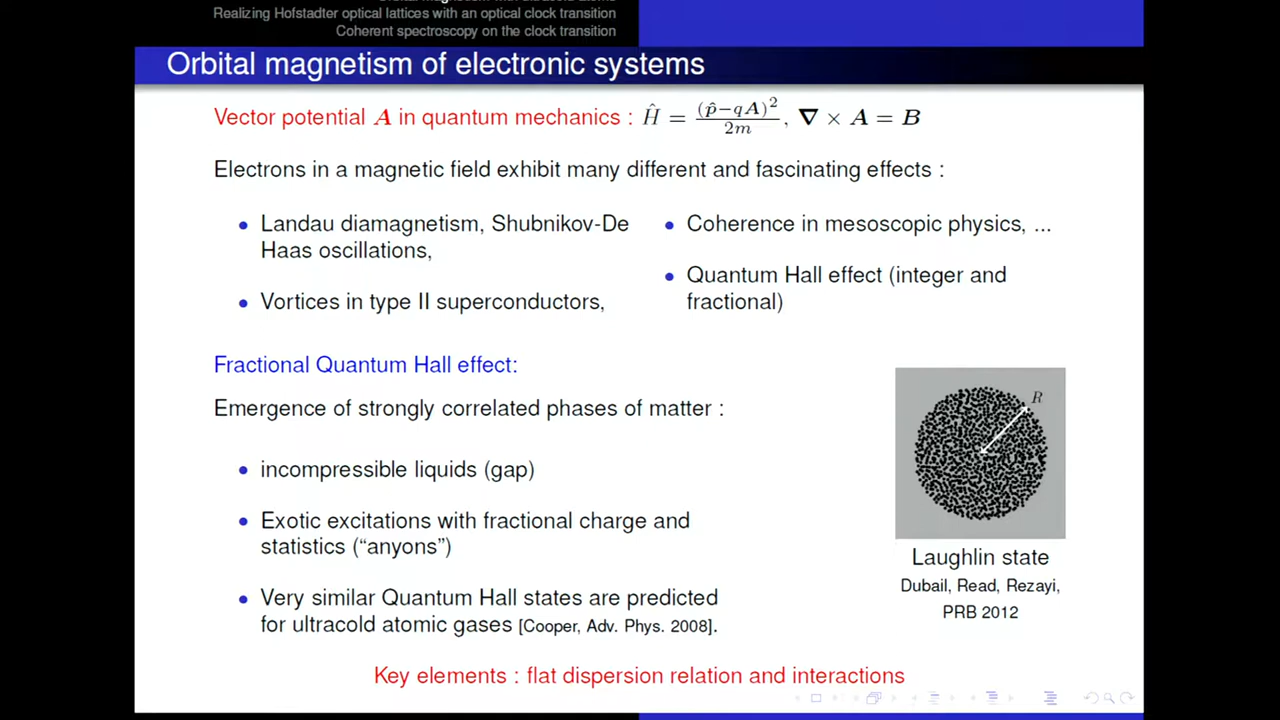 Orbital magnetism with ultracold atoms
Realizing Hofstadter optical lattices with an optical clock transition
Coherent spectroscopy on the clock transition
Orbital magnetism of electronic systems
Vector potential A in quantum mechanics : Ĥ = (p̂−qA)²/2m, ∇ × A = B
Electrons in a magnetic field exhibit many different and fascinating effects :
• Landau diamagnetism, Shubnikov-De
Haas oscillations,
• Vortices in type II superconductors,
• Coherence in mesoscopic physics, ...
• Quantum Hall effect (integer and
fractional)
Fractional Quantum Hall effect:
Emergence of strongly correlated phases of matter :
• incompressible liquids (gap)
• Exotic excitations with fractional charge and
statistics (“anyons”)
• Very similar Quantum Hall states are predicted
for ultracold atomic gases [Cooper, Adv. Phys. 2008].
R
Laughlin state
Dubail, Read, Rezayi,
PRB 2012
Key elements : flat dispersion relation and interactions